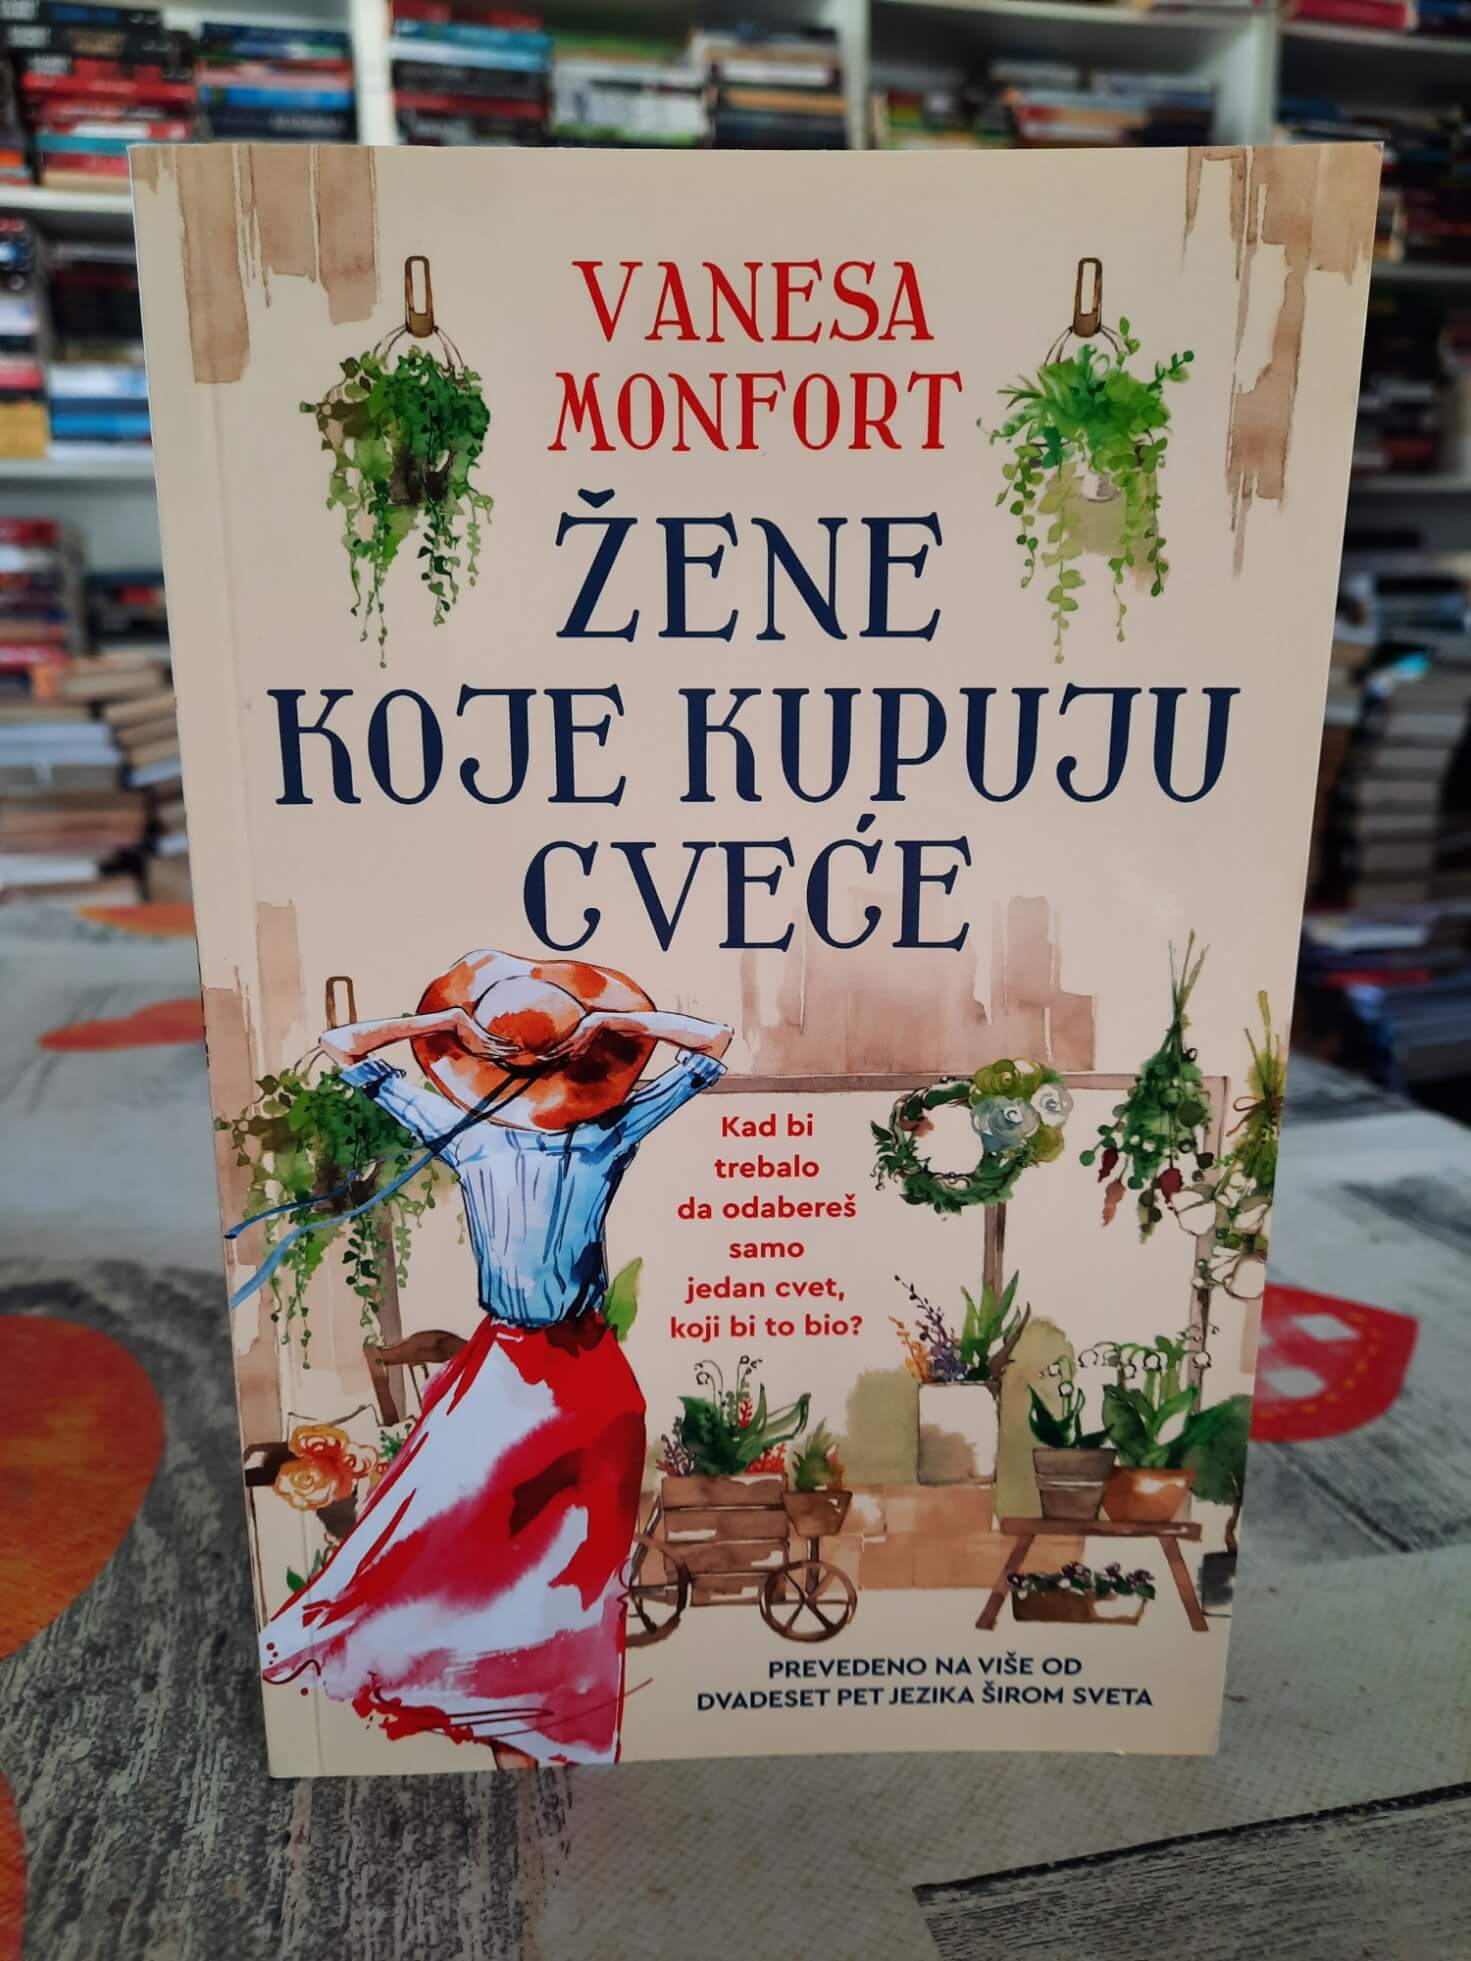 VANESA
MONFORT
ŽENE
KOJE KUPUJU
CVEĆE
Kad bi
trebalo
da odabereš
samo
jedan cvet,
koji bi to bio?
PREVEDENO NA VIŠE OD
DVADESET PET JEZIKA ŠIROM SVETA